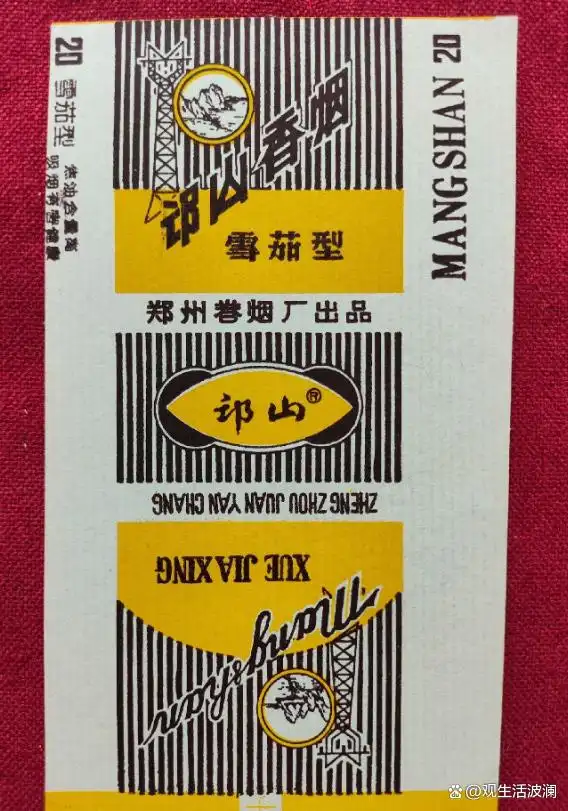 20 雪茄型
焦油含量高
吸烟有害健康
邙山香烟
雪茄型
郑州卷烟厂出品
邙山®
ZHENG ZHOU JUAN YAN CHANG
XUE JIA XING
Mangshan
MANGSHAN 20
@观生活波澜